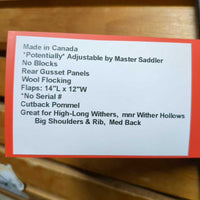 Made in Canada
*Potentially* Adjustable by Master Saddler
No Blocks
Rear Gusset Panels
Wool Flocking
Flaps: 14"L x 12"W
*No Serial #
Cutback Pommel
Great for High-Long Withers, mnr Wither Hollows
Big Shoulders & Rib, Med Back